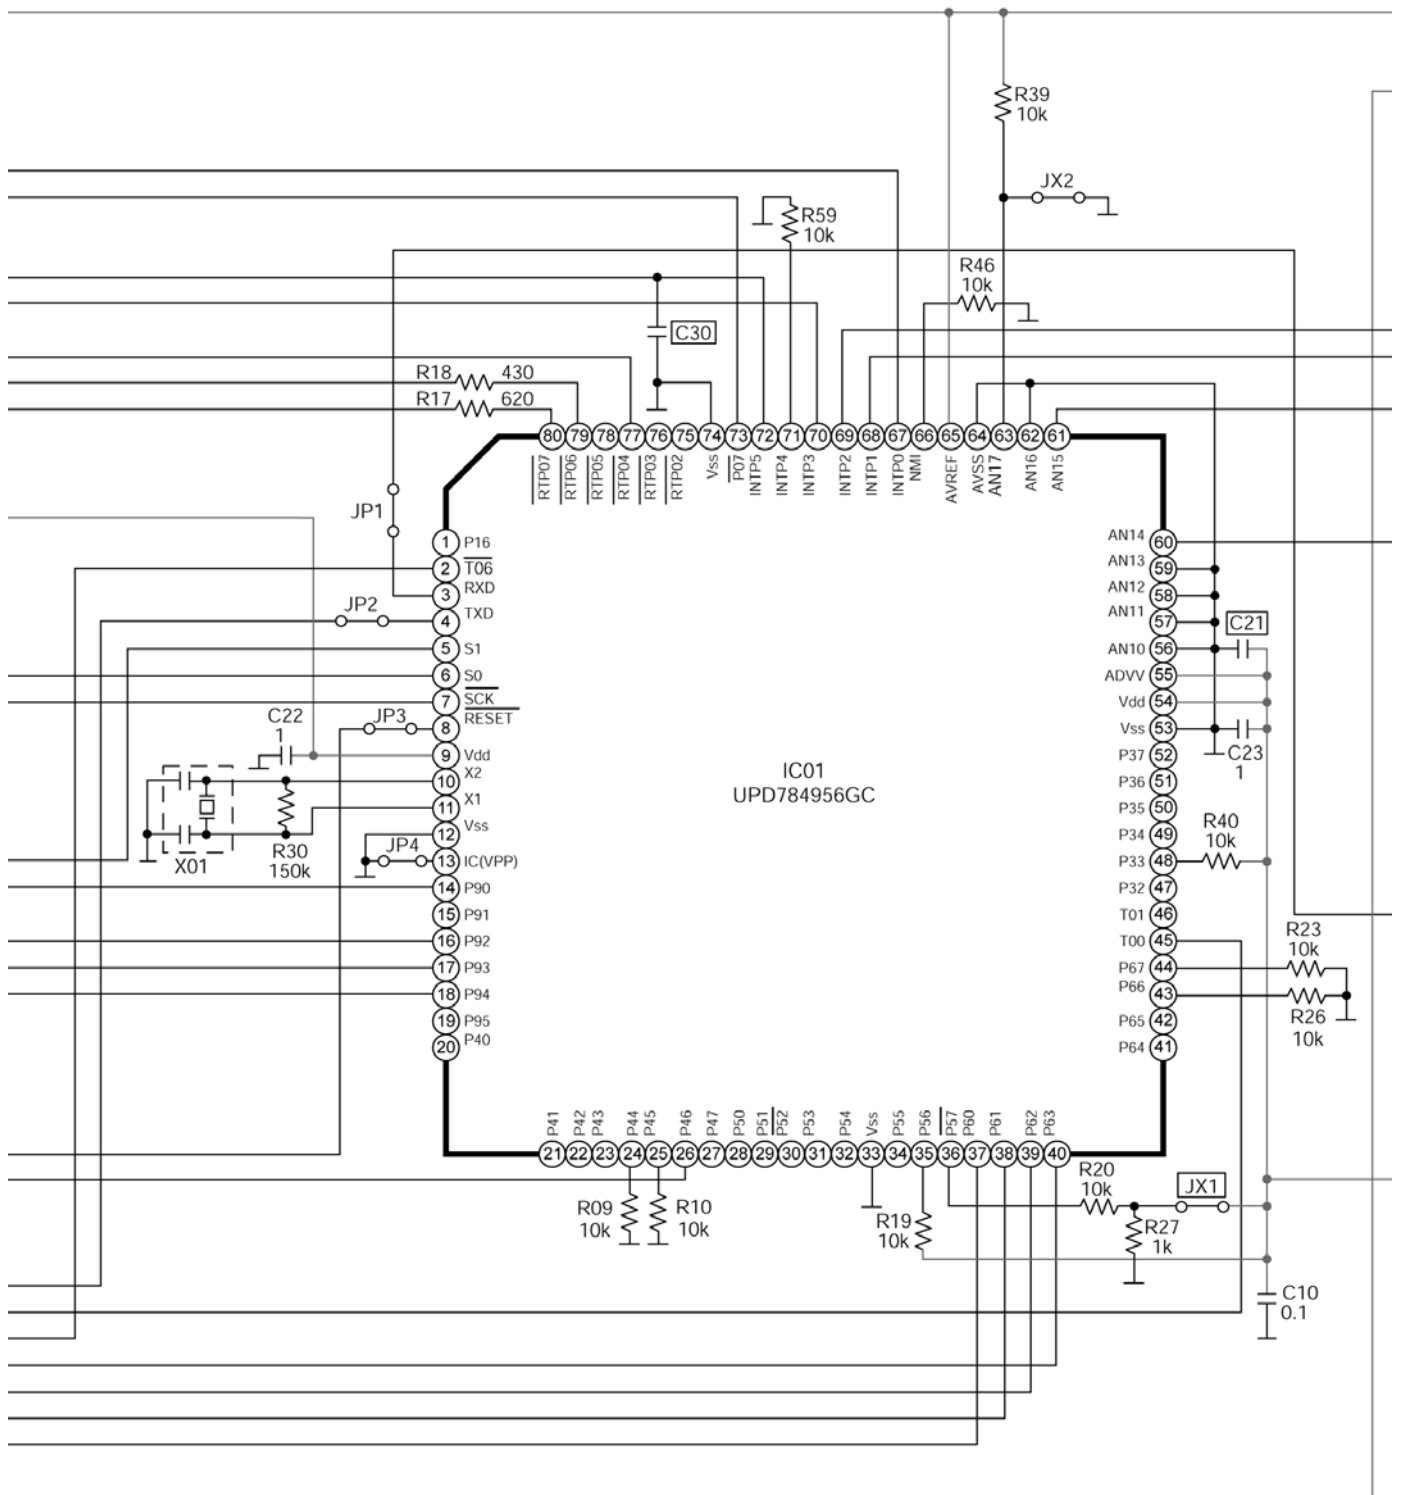 R39
10k
JX2
R59
10k
R46
10k
C30
R18 430
R17 620
80 79 78 77 76 75 74 73 72 71 70 69 68 67 66 65 64 63 62 61
RTP07 RTP06 RTP05 RTP04 RTP03 RTP02 Vss P07 INTP5 INTP4 INTP3 INTP2 INTP1 INTP0 NMI AVREF AVSS AN17 AN16 AN15
JP1
1 P16
2 T06
3 RXD
JP2
4 TXD
5 S1
6 S0
7 SCK
JP3
8 RESET
C22
1
9 Vdd
10 X2
11 X1
12 Vss
X01
R30
150k
JP4
13 IC(VPP)
14 P90
15 P91
16 P92
17 P93
18 P94
19 P95
20 P40
IC01
UPD784956GC
AN14 60
AN13 59
AN12 58
AN11 57
C21
AN10 56
ADVV 55
Vdd 54
Vss 53
C23
1
P37 52
P36 51
P35 50
P34 49
R40
10k
P33 48
P32 47
T01 46
T00 45
R23
10k
P67 44
P66 43
R26
10k
P65 42
P64 41
P41 P42 P43 P44 P45 P46 P47 P50 P51 P52 P53 P54 Vss P55 P56 P57 P60 P61 P62 P63
21 22 23 24 25 26 27 28 29 30 31 32 33 34 35 36 37 38 39 40
R09
10k
R10
10k
R19
10k
R20
10k
JX1
R27
1k
C10
0.1